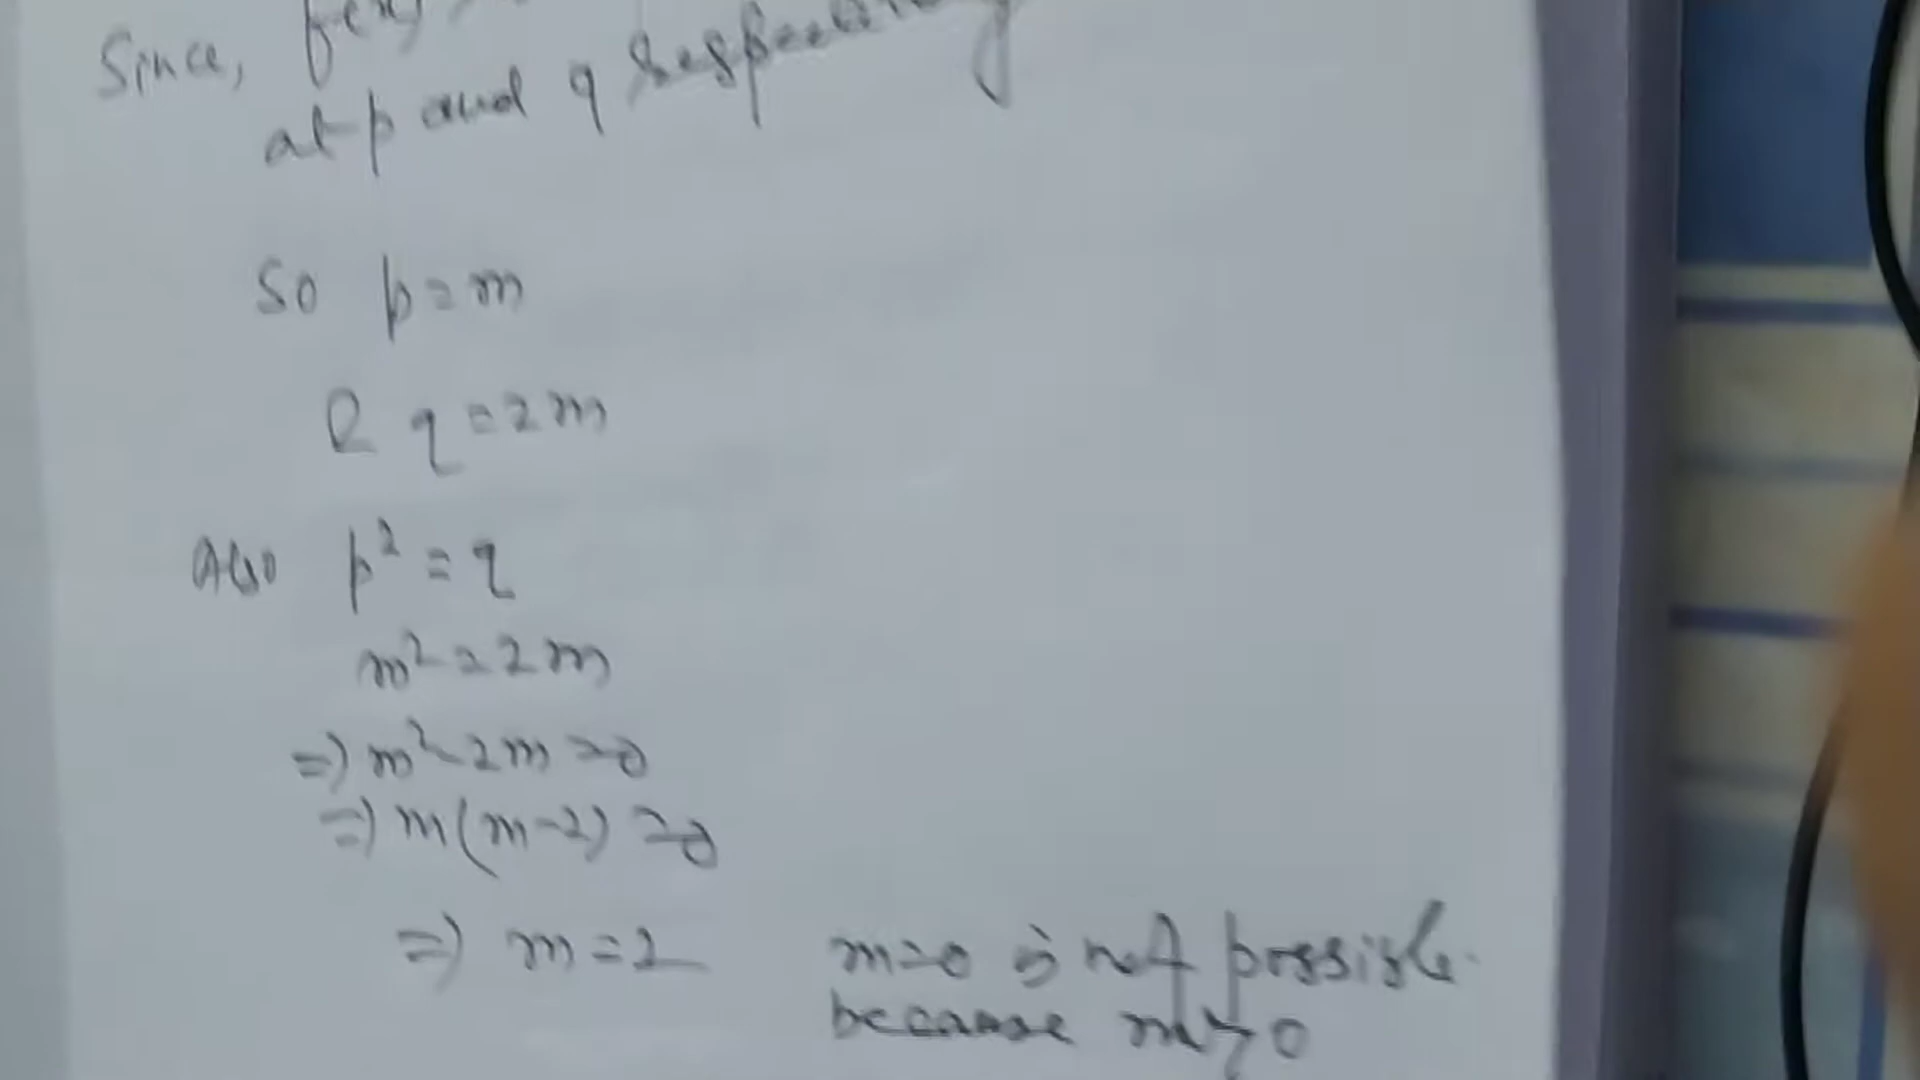 Since, f(x)
at p and q respectively
So p = m
& q = 2m
Also p² = q
m² = 2m
=) m² - 2m = 0
=) m(m-2) = 0
=) m = 2 m = 0 is not possible.
because m > 0